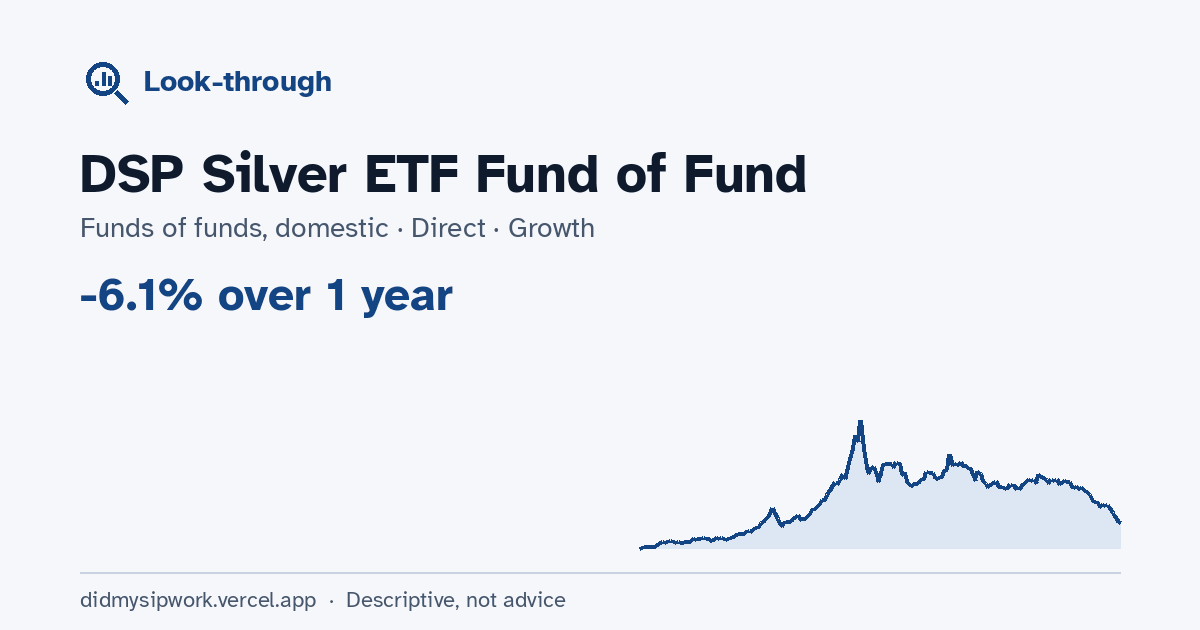 Look-through
DSP Silver ETF Fund of Fund
Funds of funds, domestic · Direct · Growth
-6.1% over 1 year
didmysipwork.vercel.app · Descriptive, not advice